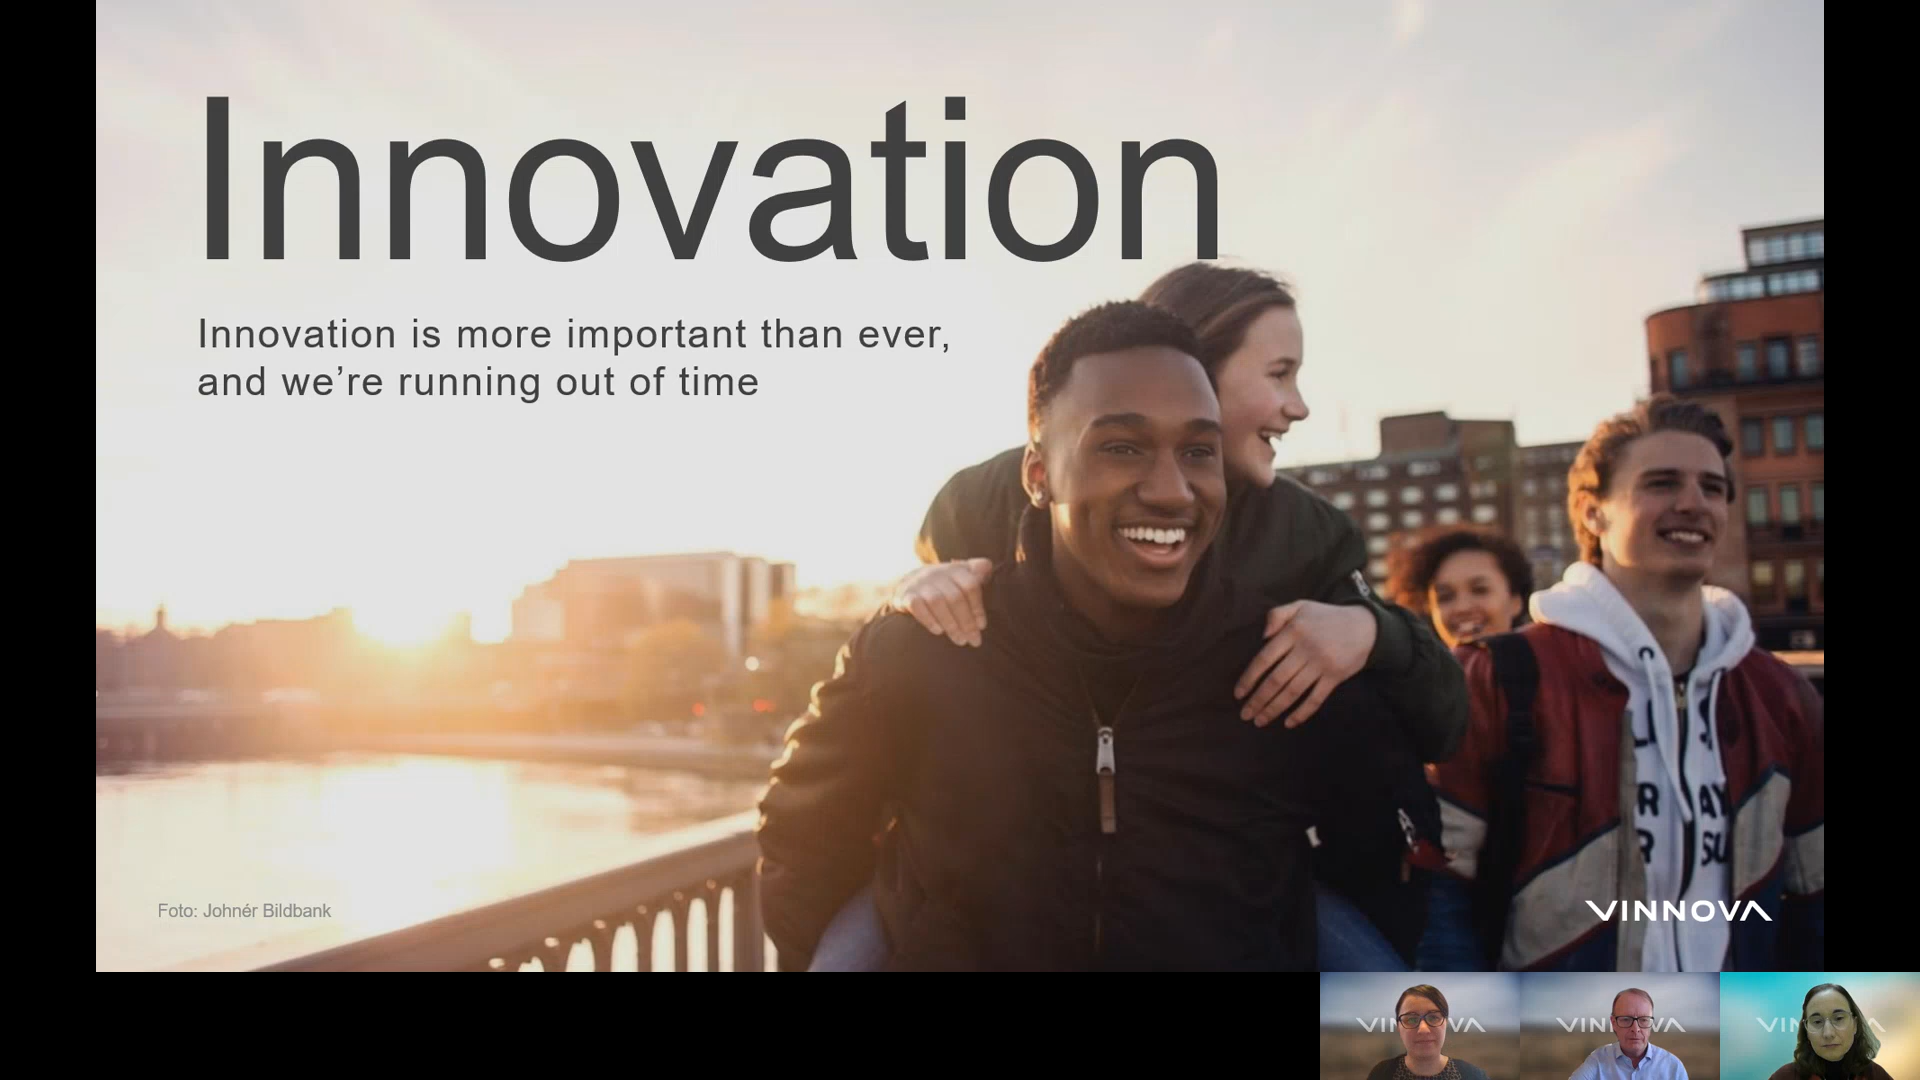 Innovation
Innovation is more important than ever,
and we’re running out of time
Foto: Johnér Bildbank
VINNOVA